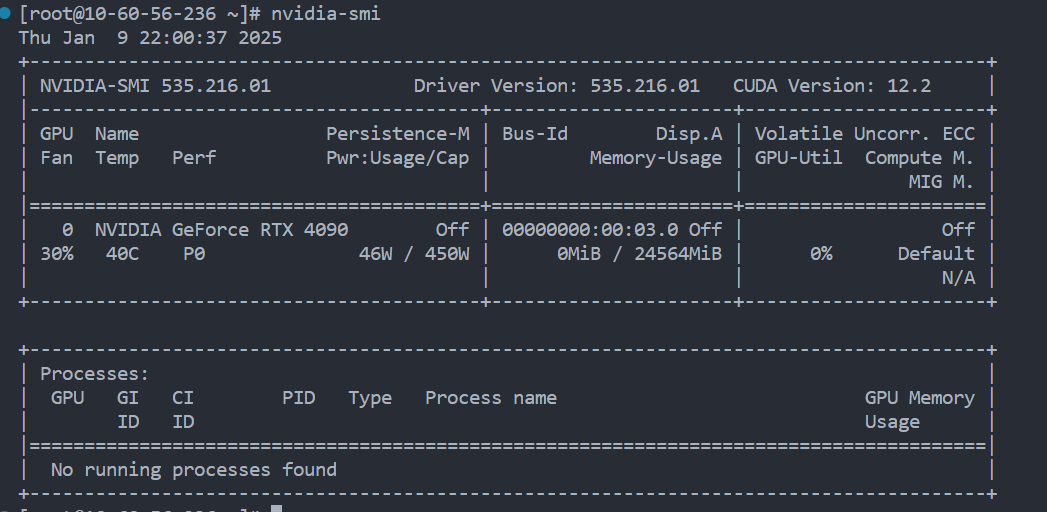 [root@10-60-56-236 ~]# nvidia-smi
Thu Jan  9 22:00:37 2025
+---------------------------------------------------------------------------------------+
| NVIDIA-SMI 535.216.01             Driver Version: 535.216.01   CUDA Version: 12.2     |
|-----------------------------------------+----------------------+----------------------+
| GPU  Name                 Persistence-M | Bus-Id        Disp.A | Volatile Uncorr. ECC |
| Fan  Temp   Perf          Pwr:Usage/Cap |         Memory-Usage | GPU-Util  Compute M. |
|                                         |                      |               MIG M. |
|=========================================+======================+======================|
|   0  NVIDIA GeForce RTX 4090        Off | 00000000:00:03.0 Off |                  Off |
| 30%   40C    P0              46W / 450W |      0MiB / 24564MiB |      0%      Default |
|                                         |                      |                  N/A |
+-----------------------------------------+----------------------+----------------------+

+---------------------------------------------------------------------------------------+
| Processes:                                                                            |
|  GPU   GI   CI        PID   Type   Process name                            GPU Memory |
|        ID   ID                                                             Usage      |
|=======================================================================================|
|  No running processes found                                                           |
+---------------------------------------------------------------------------------------+